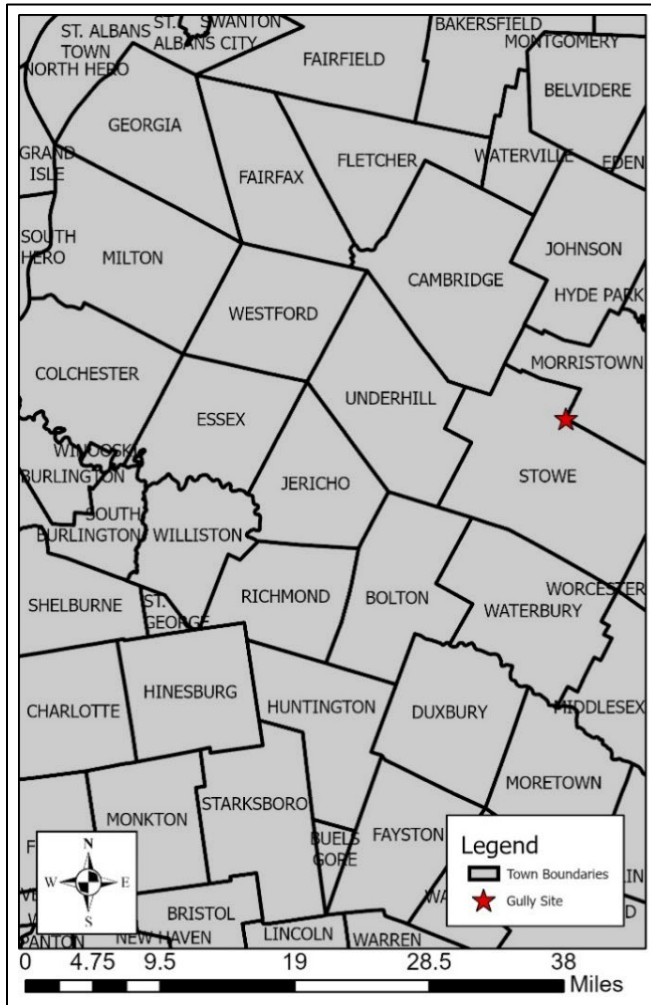 ST. ALBANS
TOWN
ST.
ALBANS CITY
SWANTON
BAKERSFIELD
MONTGOMERY
NORTH HERO
FAIRFIELD
BELVIDERE
GEORGIA
GRAND
ISLE
FAIRFAX
FLETCHER
WATERVILLE
EDEN
SOUTH
HERO
MILTON
CAMBRIDGE
JOHNSON
HYDE PARK
WESTFORD
MORRISTOWN
COLCHESTER
UNDERHILL
ESSEX
WINOOSKI
BURLINGTON
JERICHO
STOWE
SOUTH
BURLINGTON
WILLISTON
SHELBURNE
ST.
GEORGE
RICHMOND
BOLTON
WATERBURY
WORCESTER
HINESBURG
CHARLOTTE
HUNTINGTON
DUXBURY
MIDDLESEX
MORETOWN
STARKSBORO
MONKTON
BUELS
GORE
FAYSTON
BRISTOL
PANTON
NEW HAVEN
LINCOLN
WARREN
N
W
E
S
Legend
Town Boundaries
Gully Site
0 4.75 9.5 19 28.5 38
Miles